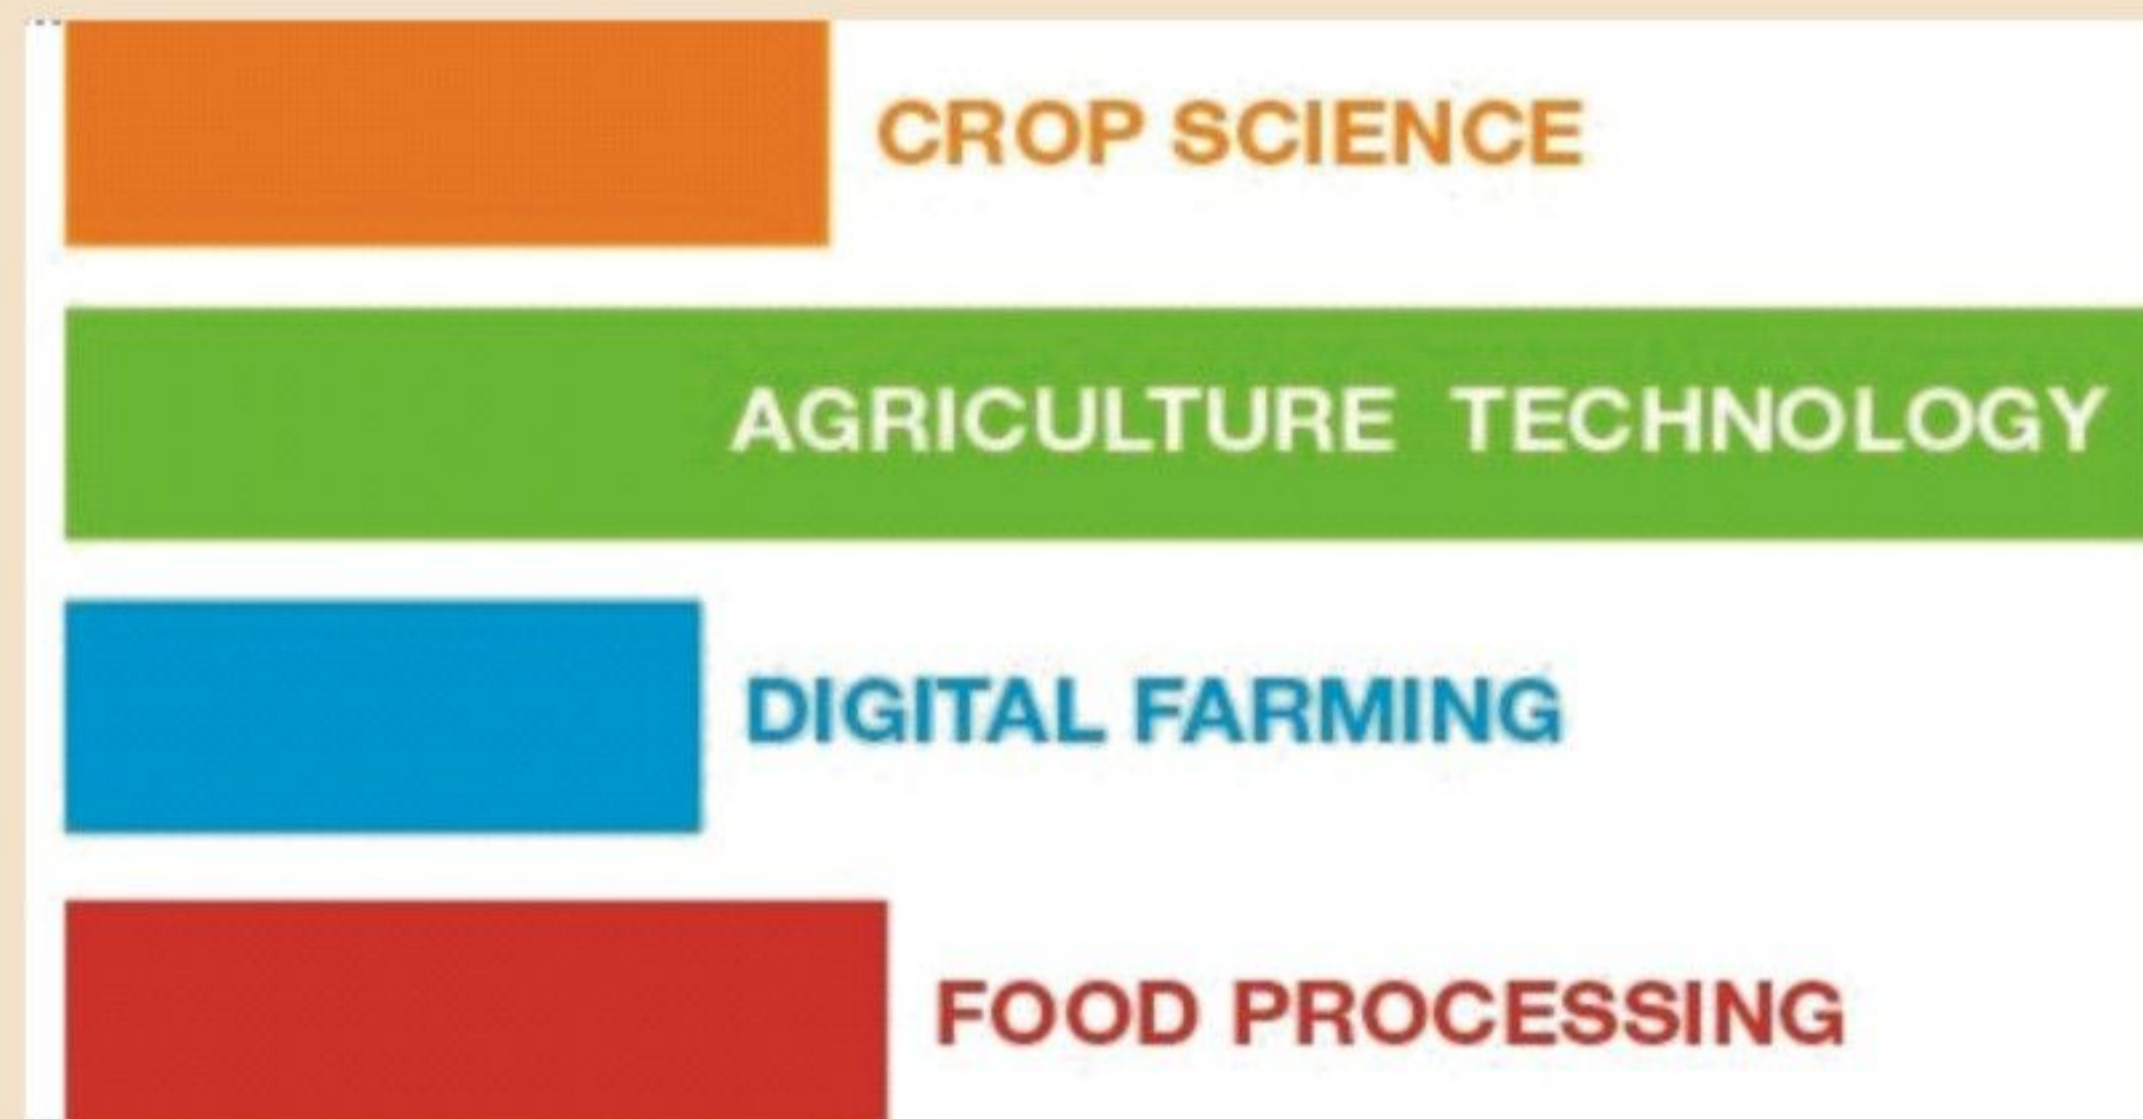 CROP SCIENCE
AGRICULTURE TECHNOLOGY
DIGITAL FARMING
FOOD PROCESSING